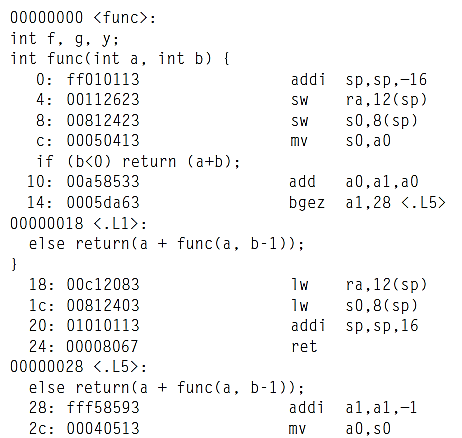 00000000 <func>:
int f, g, y;
int func(int a, int b) {
0: ff010113 addi sp,sp,−16
4: 00112623 sw ra,12(sp)
8: 00812423 sw s0,8(sp)
c: 00050413 mv s0,a0
if (b<0) return (a+b);
10: 00a58533 add a0,a1,a0
14: 0005da63 bgez a1,28 <.L5>
00000018 <.L1>:
else return(a + func(a, b-1));
}
18: 00c12083 lw ra,12(sp)
1c: 00812403 lw s0,8(sp)
20: 01010113 addi sp,sp,16
24: 00008067 ret
00000028 <.L5>:
else return(a + func(a, b-1));
28: fff58593 addi a1,a1,−1
2c: 00040513 mv a0,s0